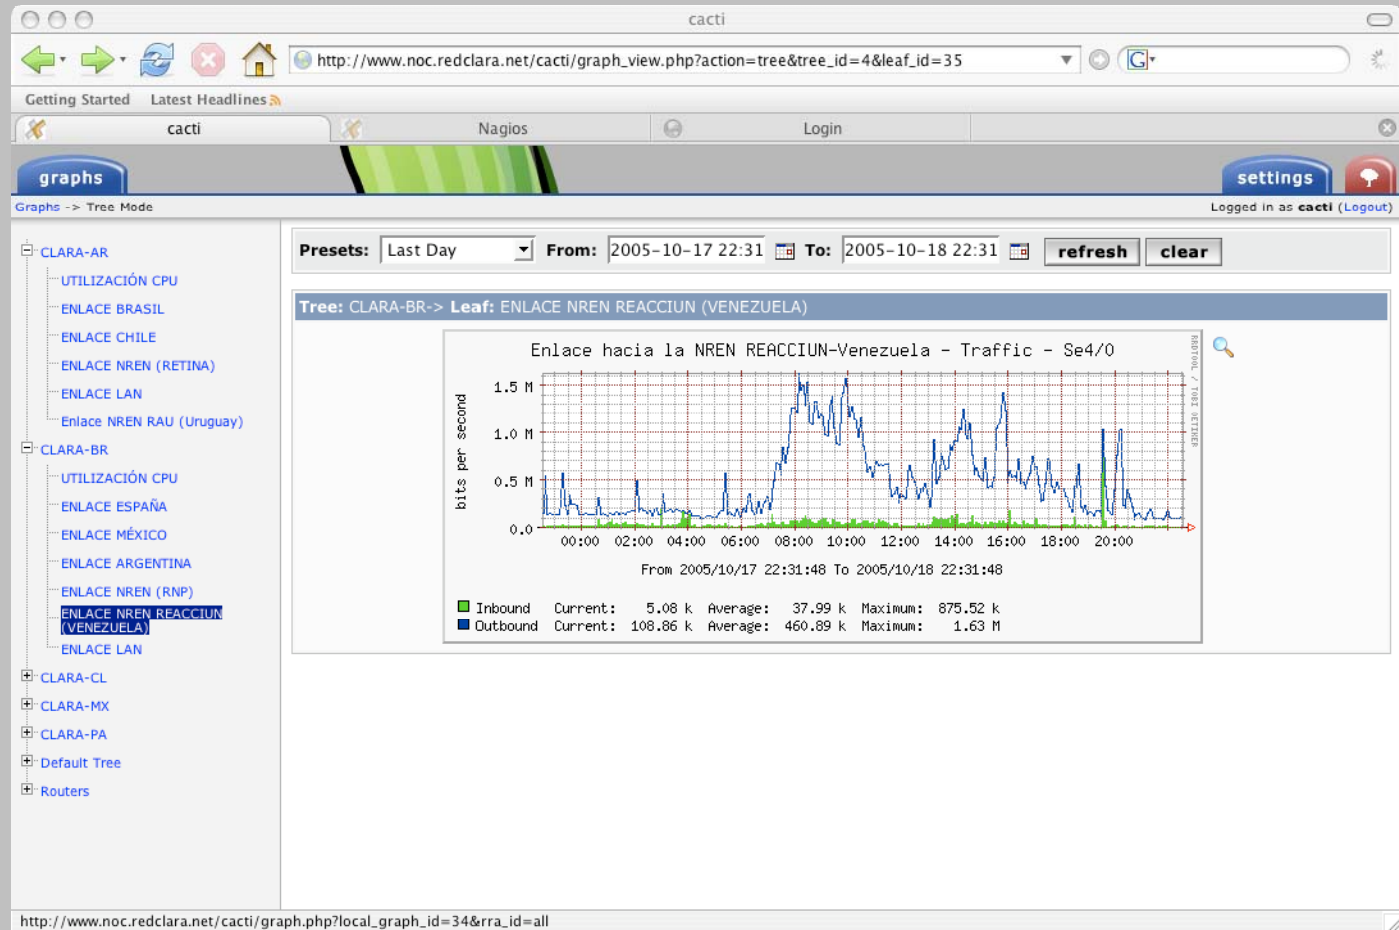 cacti
http://www.noc.redclara.net/cacti/graph_view.php?action=tree&tree_id=4&leaf_id=35
G
Getting Started Latest Headlines
cacti Nagios Login
graphs settings
Graphs -> Tree Mode Logged in as cacti (Logout)
CLARA-AR
UTILIZACIÓN CPU
ENLACE BRASIL
ENLACE CHILE
ENLACE NREN (RETINA)
ENLACE LAN
Enlace NREN RAU (Uruguay)
CLARA-BR
UTILIZACIÓN CPU
ENLACE ESPAÑA
ENLACE MÉXICO
ENLACE ARGENTINA
ENLACE NREN (RNP)
ENLACE NREN REACCIUN
(VENEZUELA)
ENLACE LAN
CLARA-CL
CLARA-MX
CLARA-PA
Default Tree
Routers
Presets: Last Day From: 2005-10-17 22:31 To: 2005-10-18 22:31 refresh clear
Tree: CLARA-BR-> Leaf: ENLACE NREN REACCIUN (VENEZUELA)
Enlace hacia la NREN REACCIUN-Venezuela - Traffic - Se4/0
RRDTOOL / TOBI OETIKER
bits per second
1.5 M
1.0 M
0.5 M
0.0
00:00 02:00 04:00 06:00 08:00 10:00 12:00 14:00 16:00 18:00 20:00
From 2005/10/17 22:31:48 To 2005/10/18 22:31:48
Inbound Current: 5.08 k Average: 37.99 k Maximum: 875.52 k
Outbound Current: 108.86 k Average: 460.89 k Maximum: 1.63 M
http://www.noc.redclara.net/cacti/graph.php?local_graph_id=34&rra_id=all